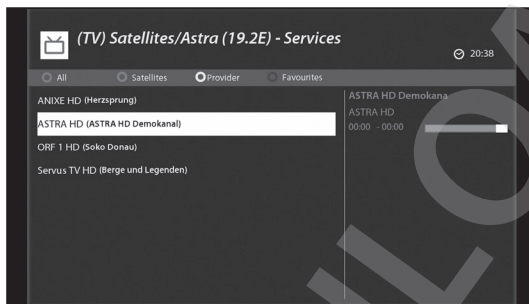 (TV) Satellites/Astra (19.2E) - Services
20:38
All Satellites Provider Favourites
ANIXE HD (Herzsprung)
ASTRA HD (ASTRA HD Demokanal)
ORF 1 HD (Soko Donau)
Servus TV HD (Berge und Legenden)
ASTRA HD Demokana
ASTRA HD
00:00 - 00:00